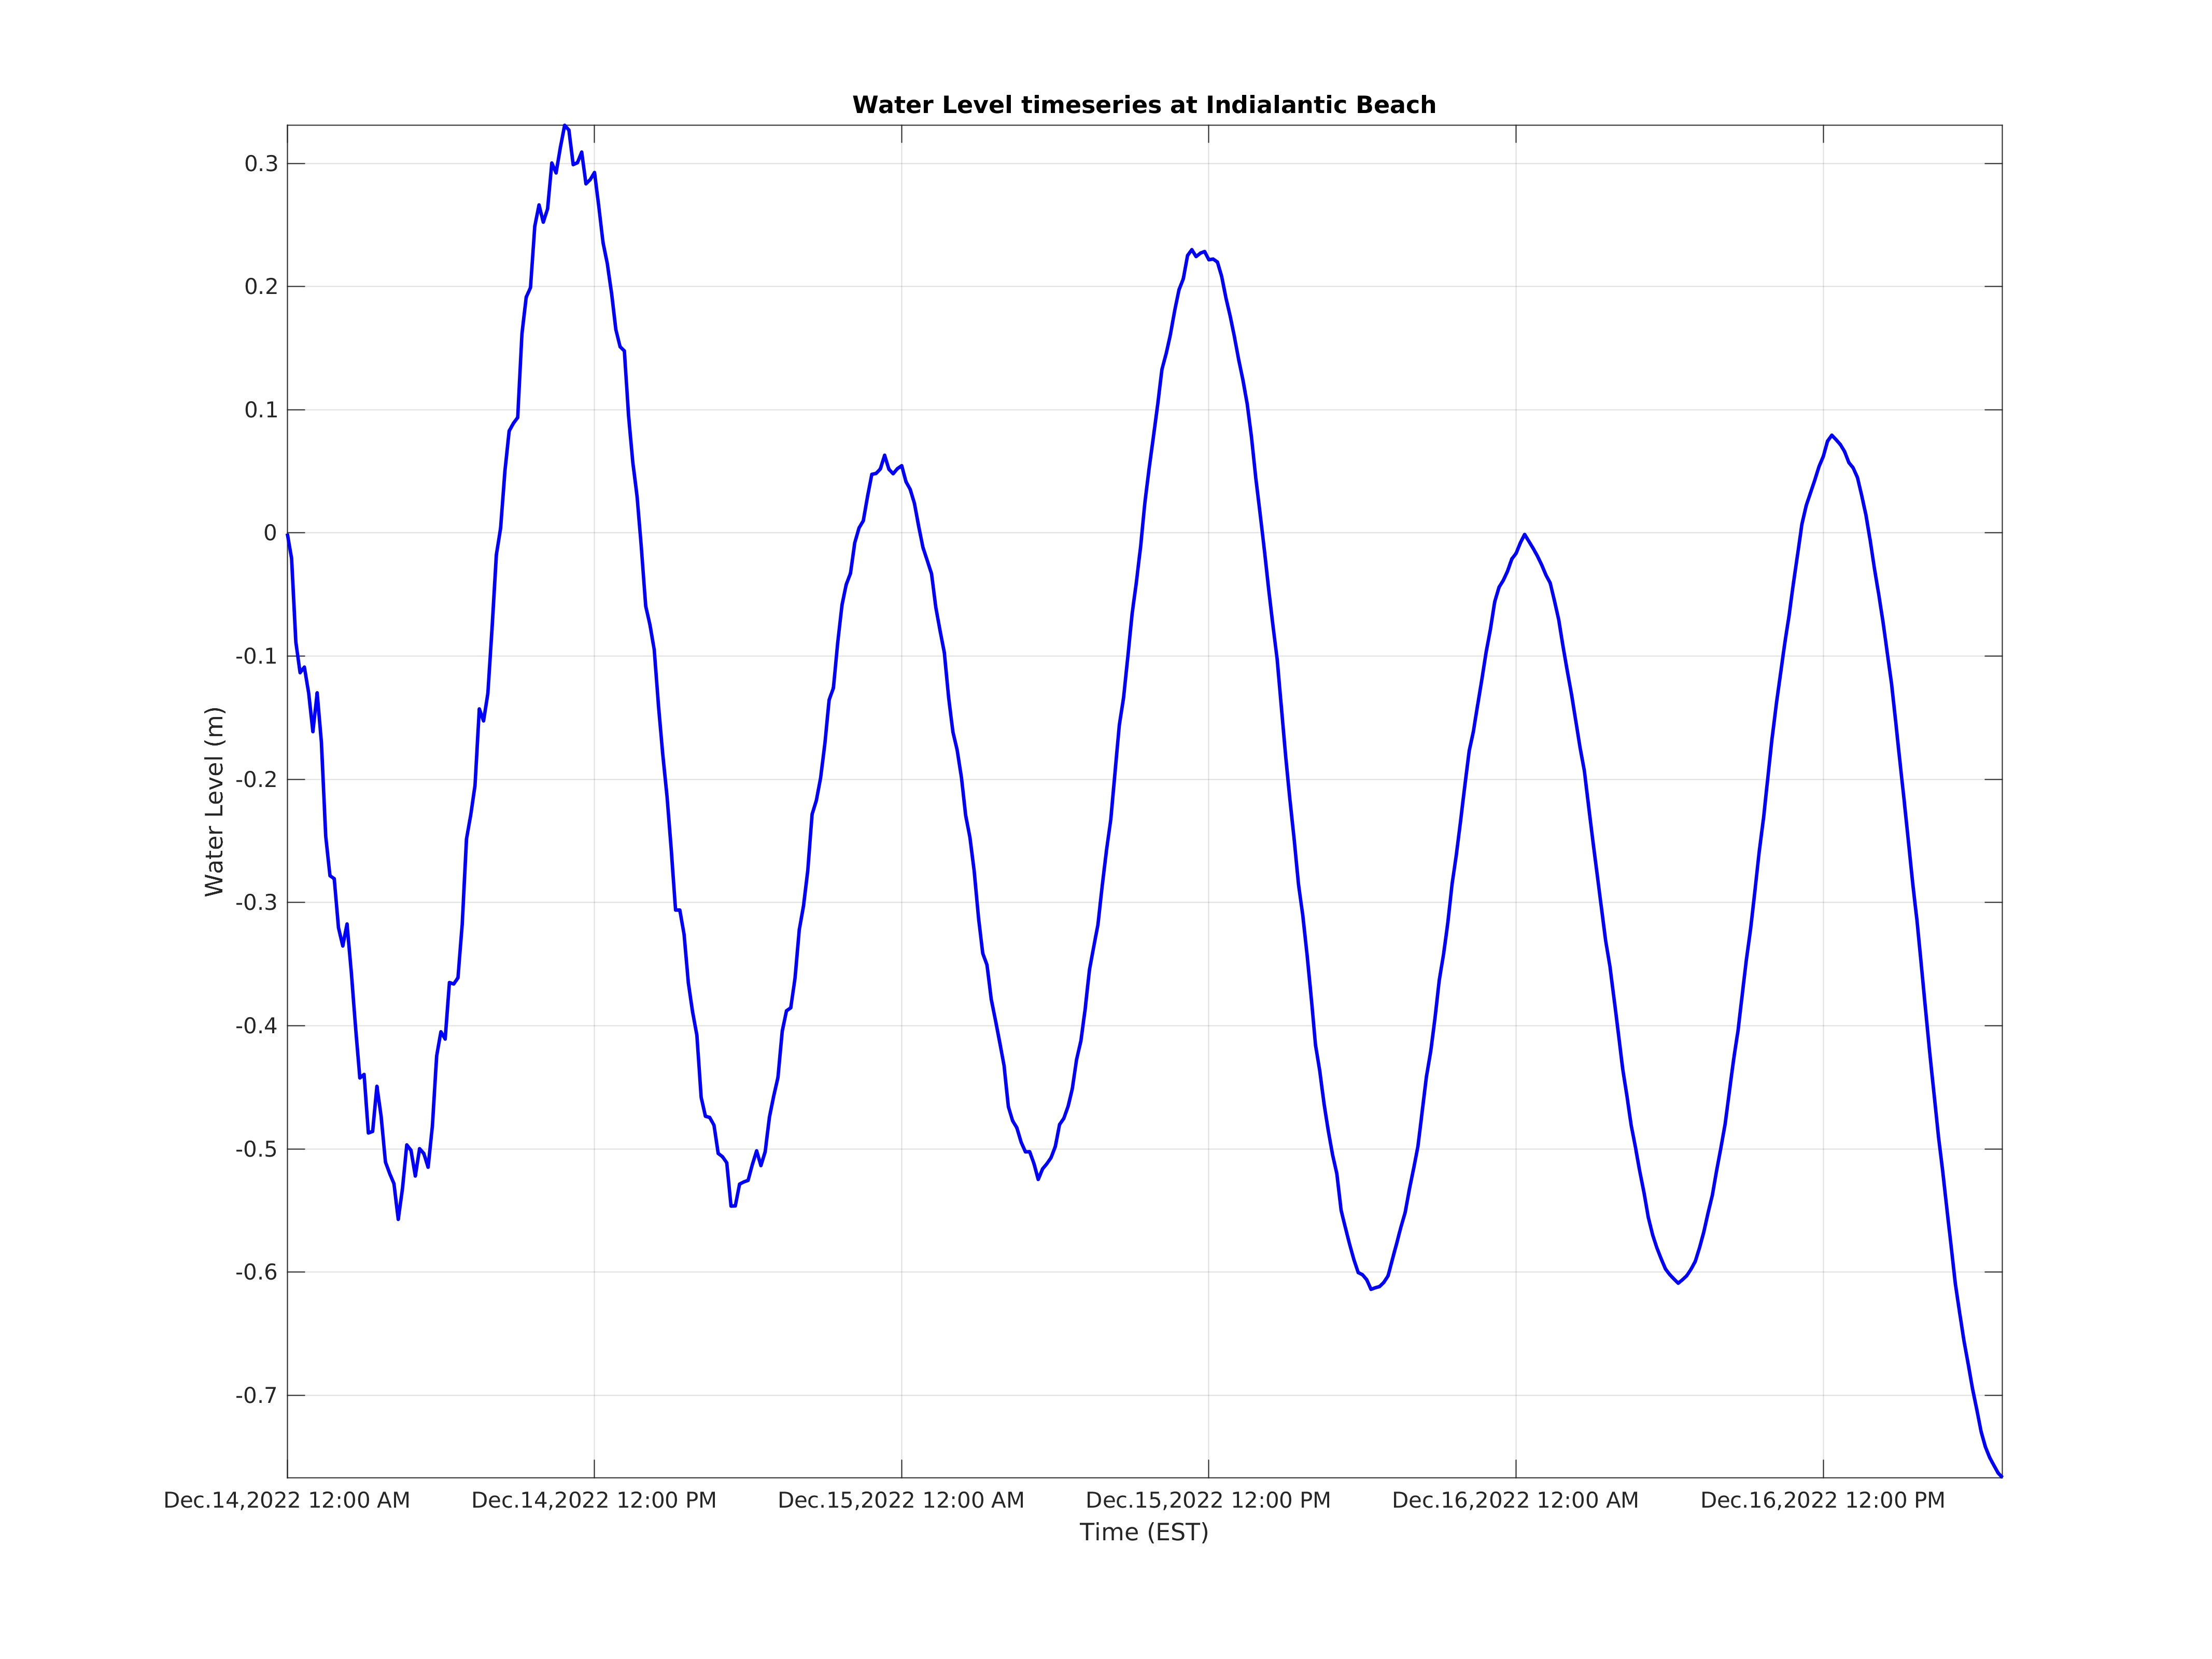 Water Level timeseries at Indialantic Beach
0.3
0.2
0.1
0
-0.1
-0.2
-0.3
-0.4
-0.5
-0.6
-0.7
Water Level (m)
Dec.14,2022 12:00 AM Dec.14,2022 12:00 PM Dec.15,2022 12:00 AM Dec.15,2022 12:00 PM Dec.16,2022 12:00 AM Dec.16,2022 12:00 PM
Time (EST)